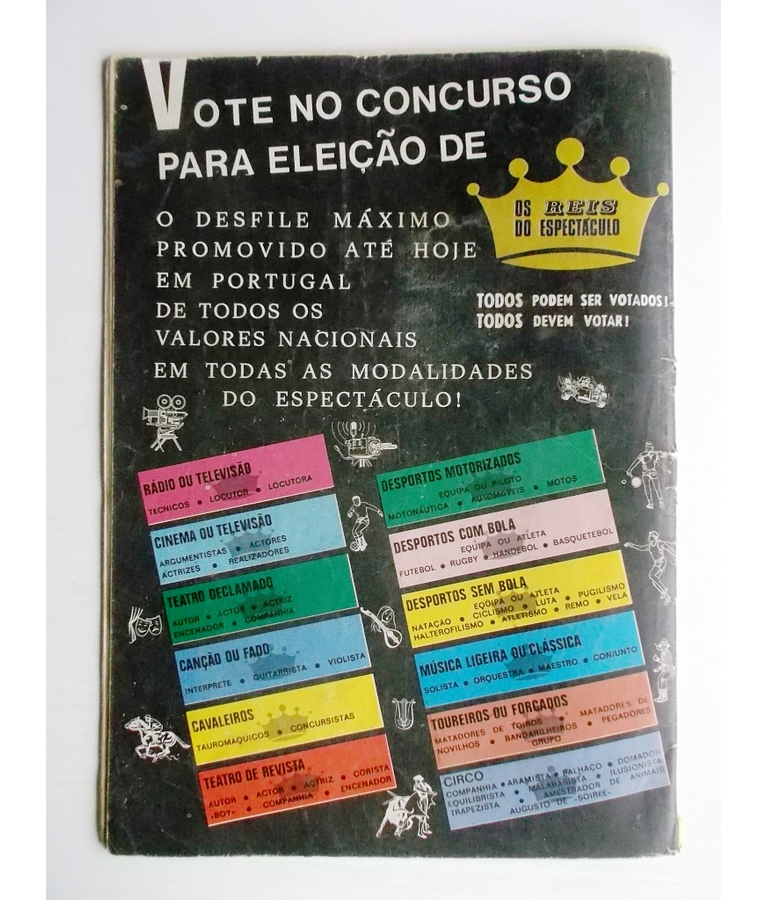 VOTE NO CONCURSO
PARA ELEIÇÃO DE
OS REIS
DO ESPECTÁCULO
O DESFILE MÁXIMO
PROMOVIDO ATÉ HOJE
EM PORTUGAL
DE TODOS OS
VALORES NACIONAIS
EM TODAS AS MODALIDADES
DO ESPECTÁCULO!
TODOS PODEM SER VOTADOS!
TODOS DEVEM VOTAR!
RÁDIO OU TELEVISÃO
TECNICOS • LOCUTOR • LOCUTORA
CINEMA OU TELEVISÃO
ARGUMENTISTAS • ACTORES
ACTRIZES • REALIZADORES
TEATRO DECLAMADO
AUTOR • ACTOR • ACTRIZ
ENCENADOR • COMPANHIA
CANÇÃO OU FADO
INTERPRETE • GUITARRISTA • VIOLISTA
CAVALEIROS
TAUROMAQUICOS • CONCURSISTAS
TEATRO DE REVISTA
AUTOR • ACTOR • ACTRIZ • CORISTA
«BOY» • COMPANHIA • ENCENADOR
DESPORTOS MOTORIZADOS
EQUIPA OU PILOTO
MOTONÁUTICA • AUTOMÓVEIS • MOTOS
DESPORTOS COM BOLA
EQUIPA OU ATLETA
FUTEBOL • RUGBY • HANDEBOL • BASQUETEBOL
DESPORTOS SEM BOLA
EQUIPA OU ATLETA
NATAÇÃO • CICLISMO • LUTA • PUGILISMO
HALTEROFILISMO • ATLETISMO • REMO • VELA
MÚSICA LIGEIRA OU CLÁSSICA
SOLISTA • ORQUESTRA • MAESTRO • CONJUNTO
TOUREIROS OU FORCADOS
MATADORES DE TOIROS • MATADORES DE
NOVILHOS • BANDARILHEIROS • PEGADORES
GRUPO
CIRCO
COMPANHIA • ARAMISTA • PALHAÇO • DOMADOR
EQUILIBRISTA • MALABARISTA • ILUSIONISTA
TRAPEZISTA • AMESTRADOR DE ANIMAIS
AUGUSTO DE «SOIRÉE»